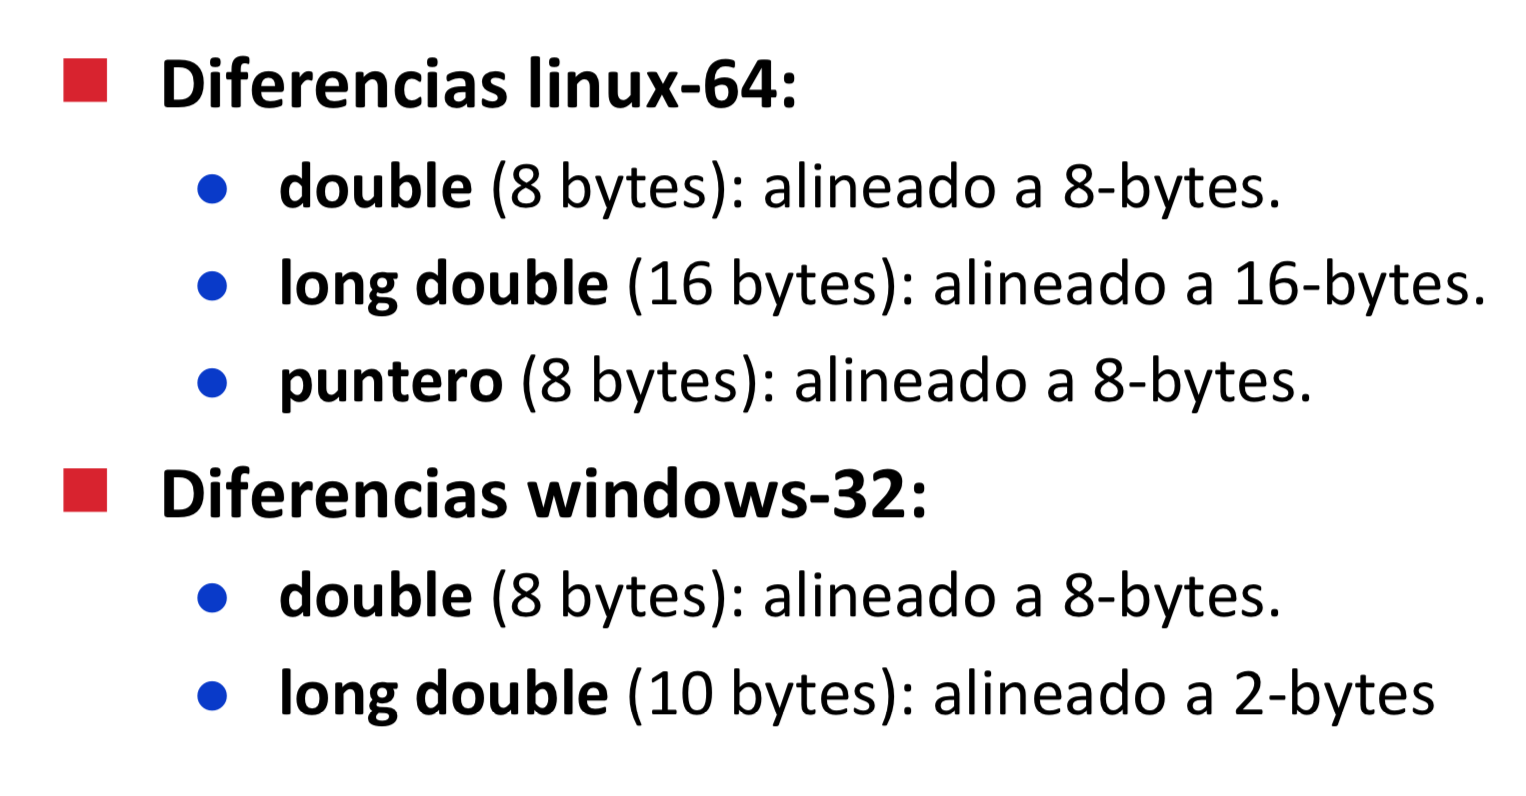 Diferencias linux-64:
double (8 bytes): alineado a 8-bytes.
long double (16 bytes): alineado a 16-bytes.
puntero (8 bytes): alineado a 8-bytes.
Diferencias windows-32:
double (8 bytes): alineado a 8-bytes.
long double (10 bytes): alineado a 2-bytes